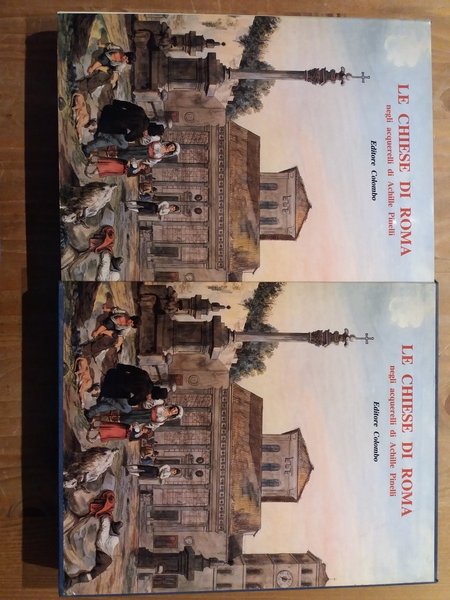 LE CHIESE DI ROMA
negli acquerelli di Achille Pinelli
Editore Colombo
LE CHIESE DI ROMA
negli acquerelli di Achille Pinelli
Editore Colombo